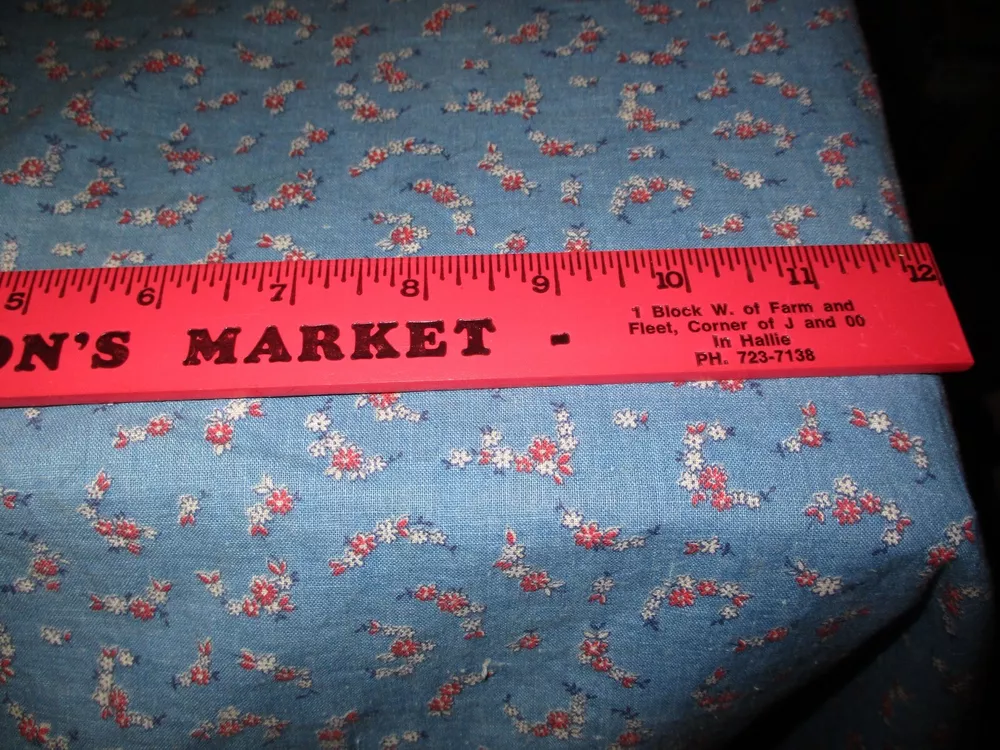 5 6 7 8 9 10 11 12
ON'S MARKET -
1 Block W. of Farm and
Fleet, Corner of J and OO
In Hallie
PH. 723-7138